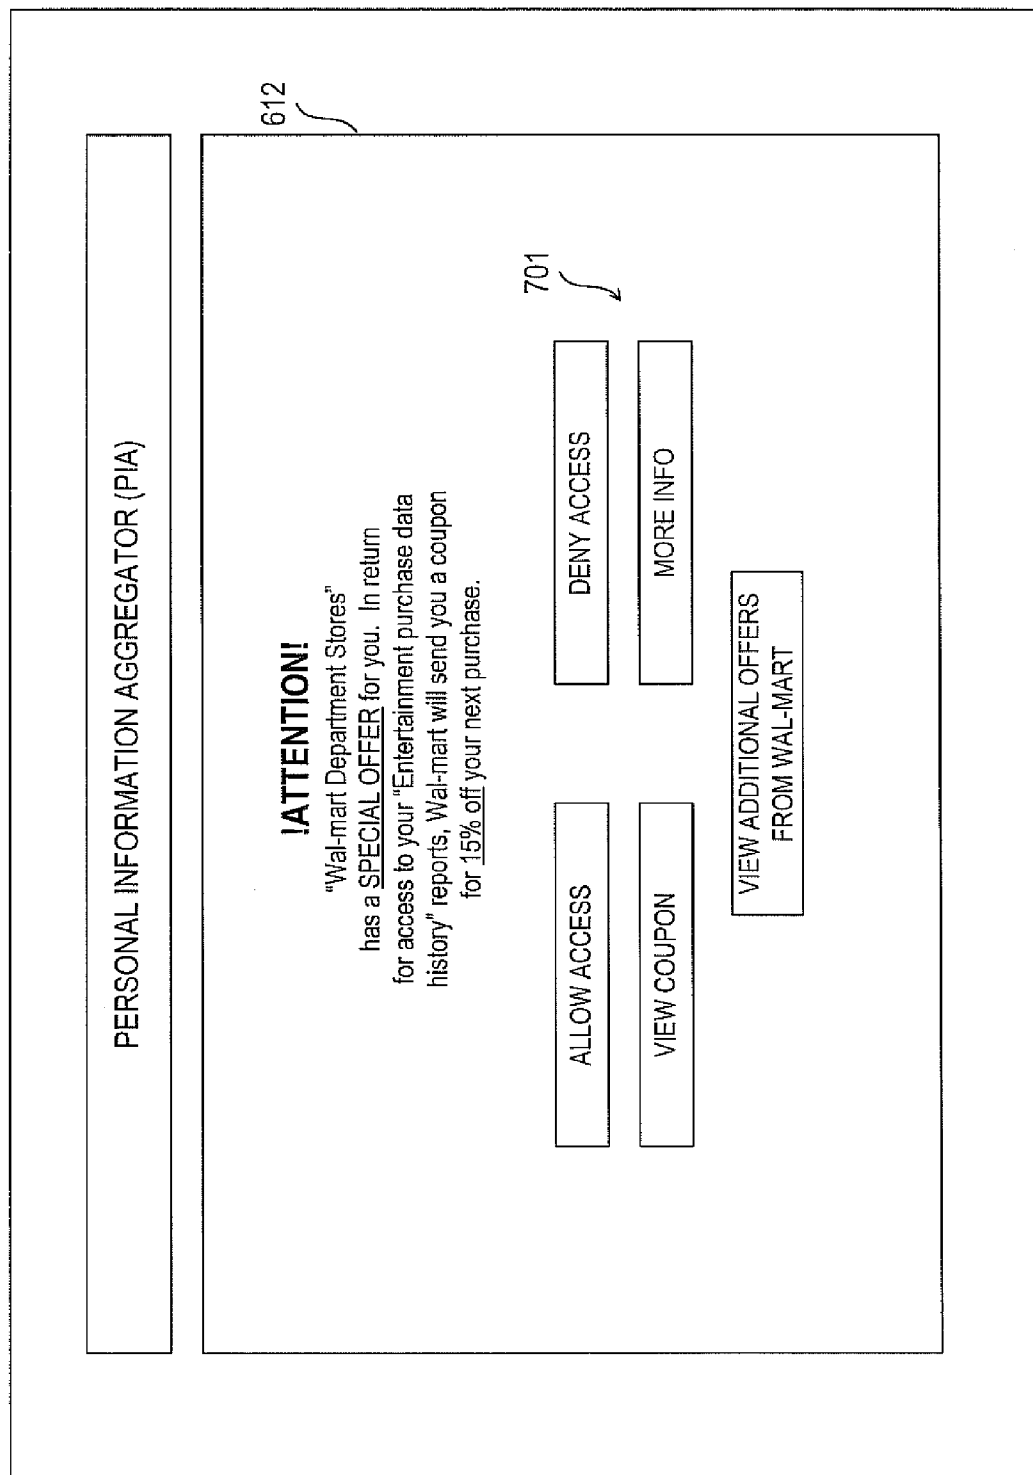 PERSONAL INFORMATION AGGREGATOR (PIA)
612
!ATTENTION!
"Wal-mart Department Stores"
has a SPECIAL OFFER for you. In return
for access to your "Entertainment purchase data
history" reports, Wal-mart will send you a coupon
for 15% off your next purchase.
701
ALLOW ACCESS
DENY ACCESS
VIEW COUPON
MORE INFO
VIEW ADDITIONAL OFFERS
FROM WAL-MART